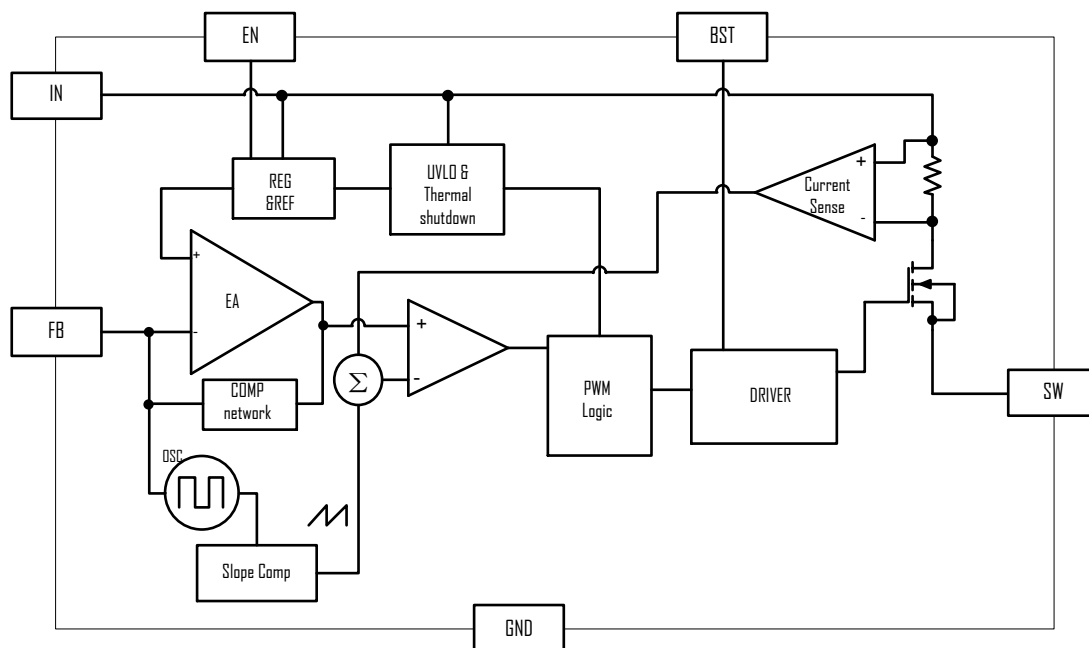 EN
BST
IN
REG
&REF
UVLO &
Thermal
shutdown
+
Current
Sense
-
+
EA
-
FB
+
-
Σ
COMP
network
PWM
Logic
DRIVER
SW
OSC
Slope Comp
GND